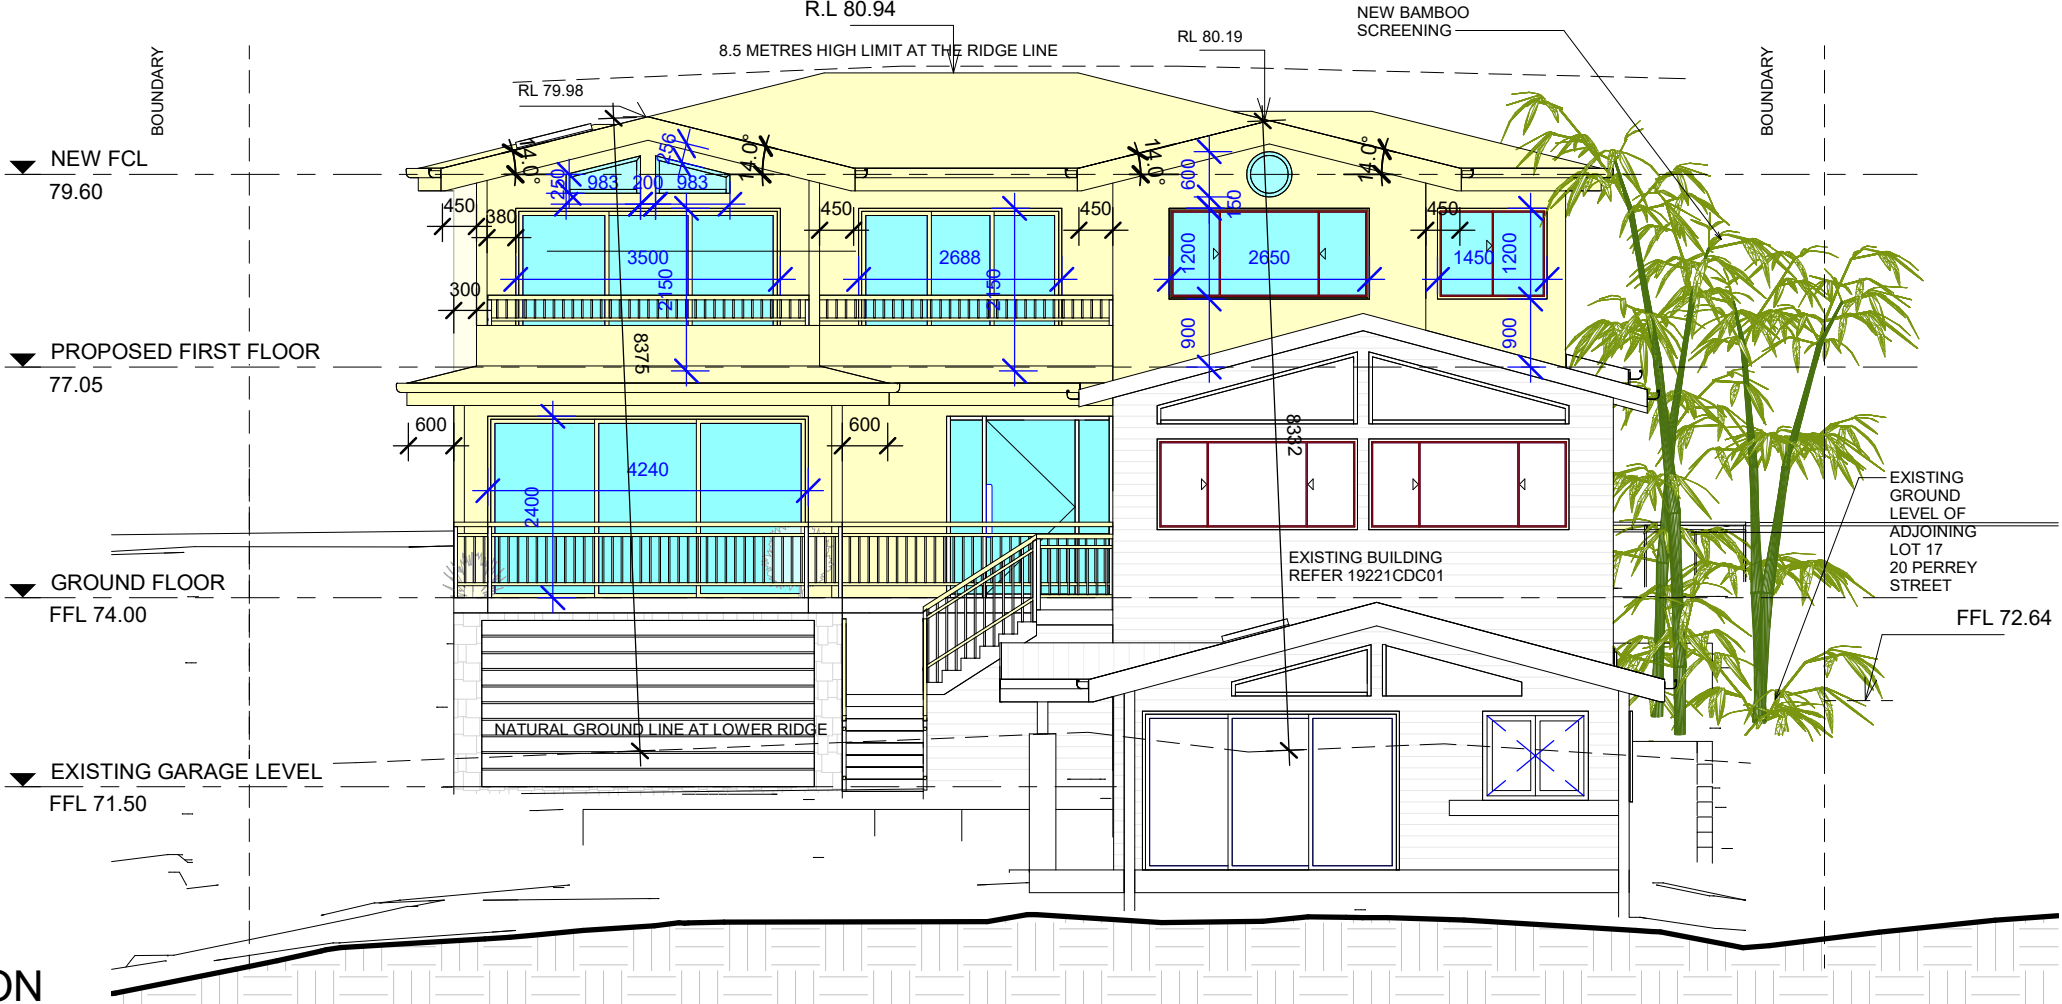 R.L 80.94
NEW BAMBOO
SCREENING
RL 80.19
8.5 METRES HIGH LIMIT AT THE RIDGE LINE
BOUNDARY
BOUNDARY
RL 79.98
NEW FCL
79.60
14.0°
256
14.0°
14.0°
14.0°
250
983
200
983
600
150
450
380
450
450
450
3500
2150
2688
2150
1200
2650
1450
1200
300
8375
900
900
PROPOSED FIRST FLOOR
77.05
600
600
8332
4240
2400
EXISTING
GROUND
LEVEL OF
ADJOINING
LOT 17
20 PERREY
STREET
EXISTING BUILDING
REFER 19221CDC01
GROUND FLOOR
FFL 74.00
FFL 72.64
NATURAL GROUND LINE AT LOWER RIDGE
EXISTING GARAGE LEVEL
FFL 71.50
ON